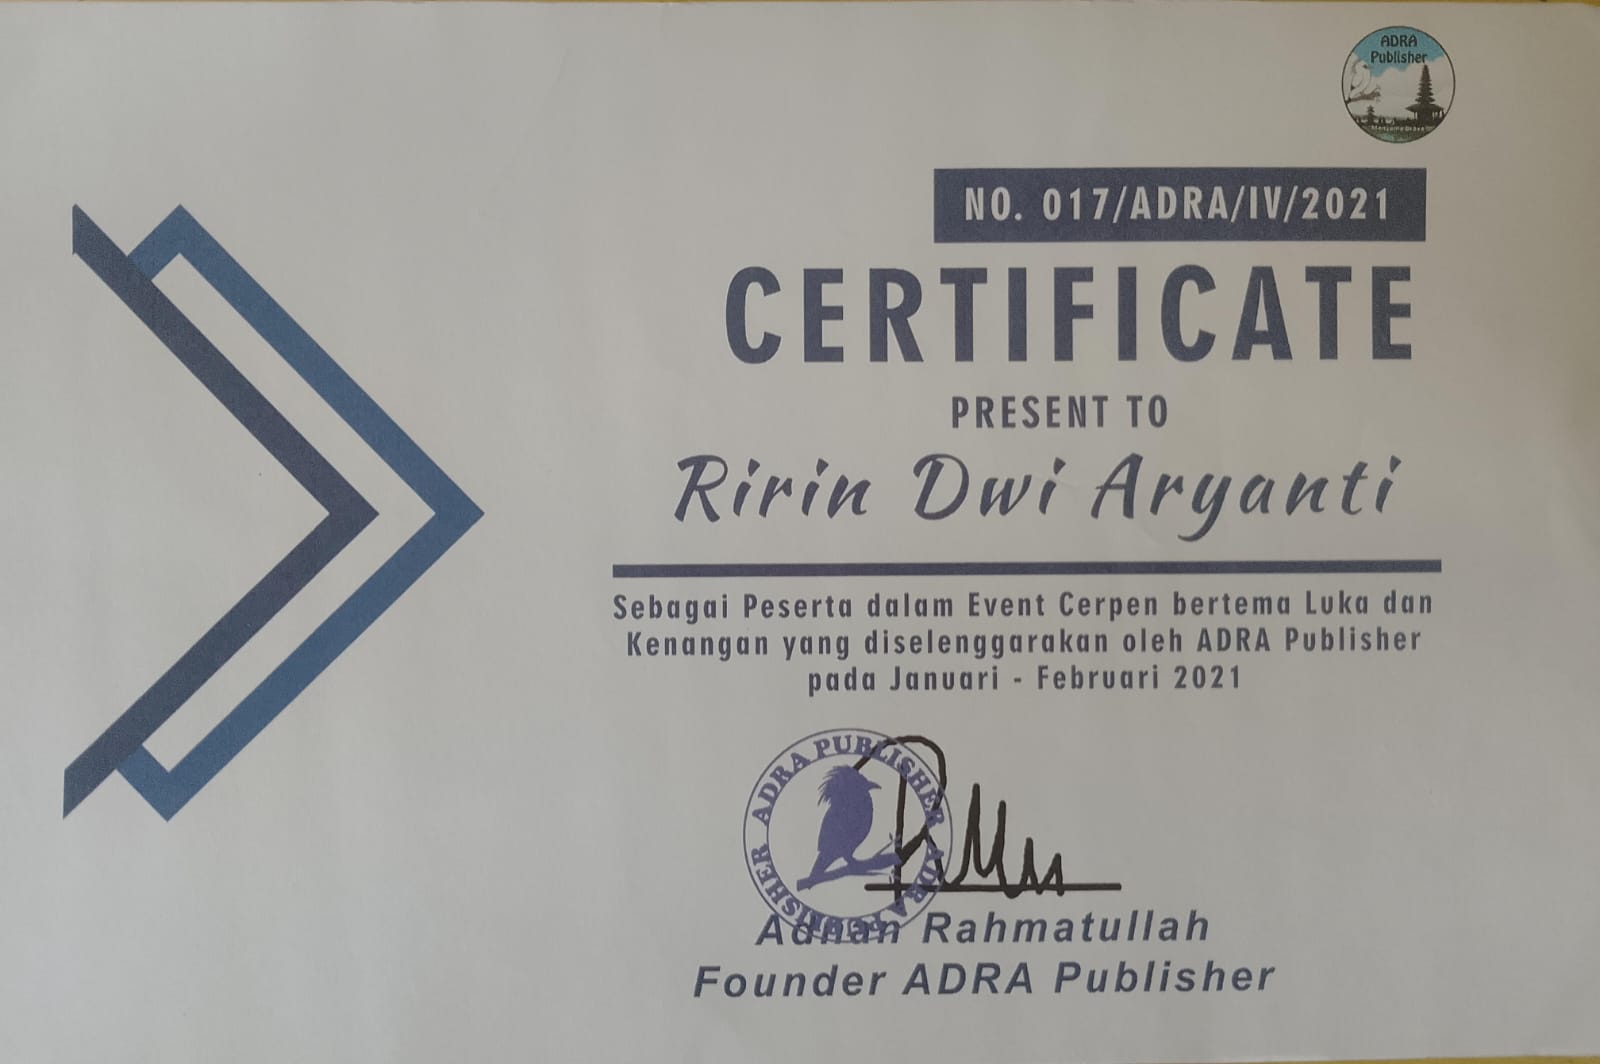 ADRA
Publisher
NO. 017/ADRA/IV/2021
CERTIFICATE
PRESENT TO
Ririn Dwi Aryanti
Sebagai Peserta dalam Event Cerpen bertema Luka dan
Kenangan yang diselenggarakan oleh ADRA Publisher
pada Januari - Februari 2021
ADRA PUBLISHER ADRA PUBLISHER
Adnan Rahmatullah
Founder ADRA Publisher